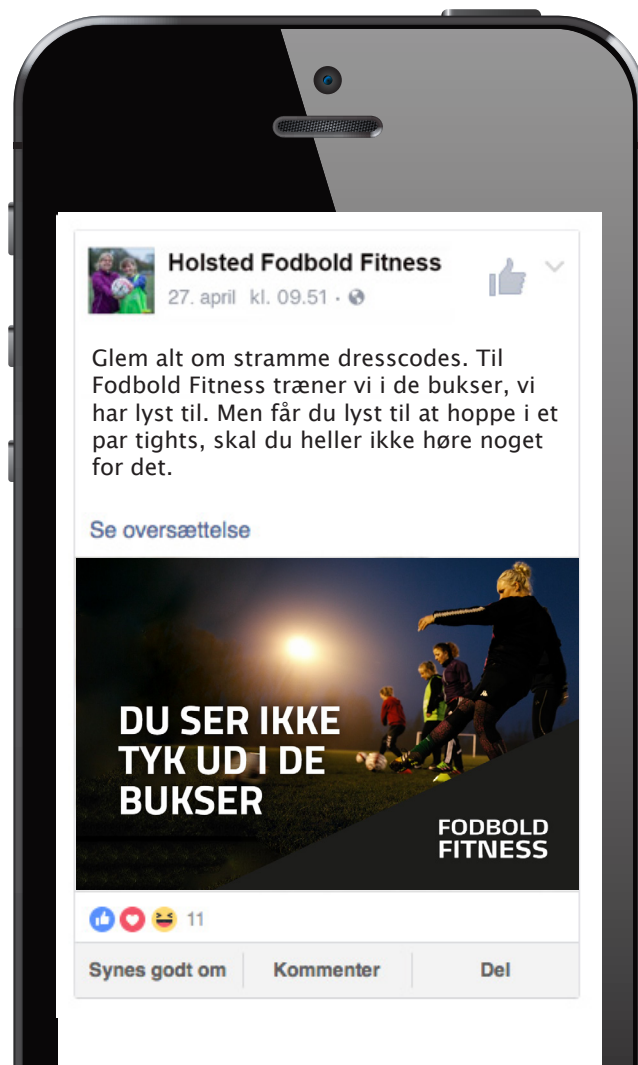 Holsted Fodbold Fitness
27. april kl. 09.51 ·
Glem alt om stramme dresscodes. Til
Fodbold Fitness træner vi i de bukser, vi
har lyst til. Men får du lyst til at hoppe i et
par tights, skal du heller ikke høre noget
for det.
Se oversættelse
DU SER IKKE
TYK UD I DE
BUKSER
FODBOLD
FITNESS
11
Synes godt om Kommenter Del